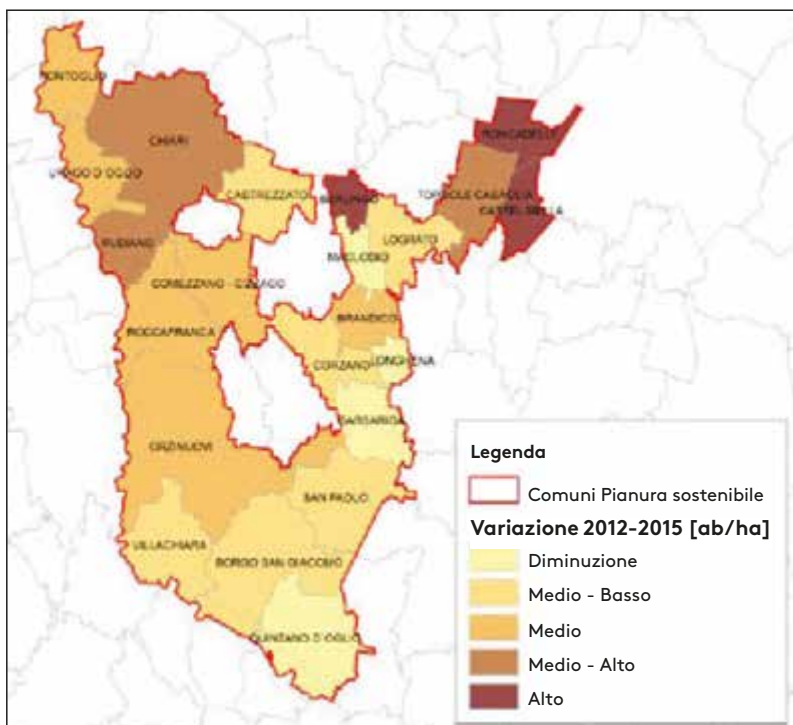 PONTOGLIO
CHIARI
URAGO D'OGLIO
CASTREZZATO
RUDIANO
RONCADELLE
TORBOLE CASAGLIA
CASTEL MELLA
BERLINGO
LOGRATO
MACLODIO
COMEZZANO - CIZZAGO
BRANDICO
ROCCAFRANCA
CORZANO
LONGHENA
BARBARIGA
ORZINUOVI
SAN PAOLO
VILLACHIARA
BORGO SAN GIACOMO
QUINZANO D'OGLIO
Legenda
Comuni Pianura sostenibile
Variazione 2012-2015 [ab/ha]
Diminuzione
Medio - Basso
Medio
Medio - Alto
Alto